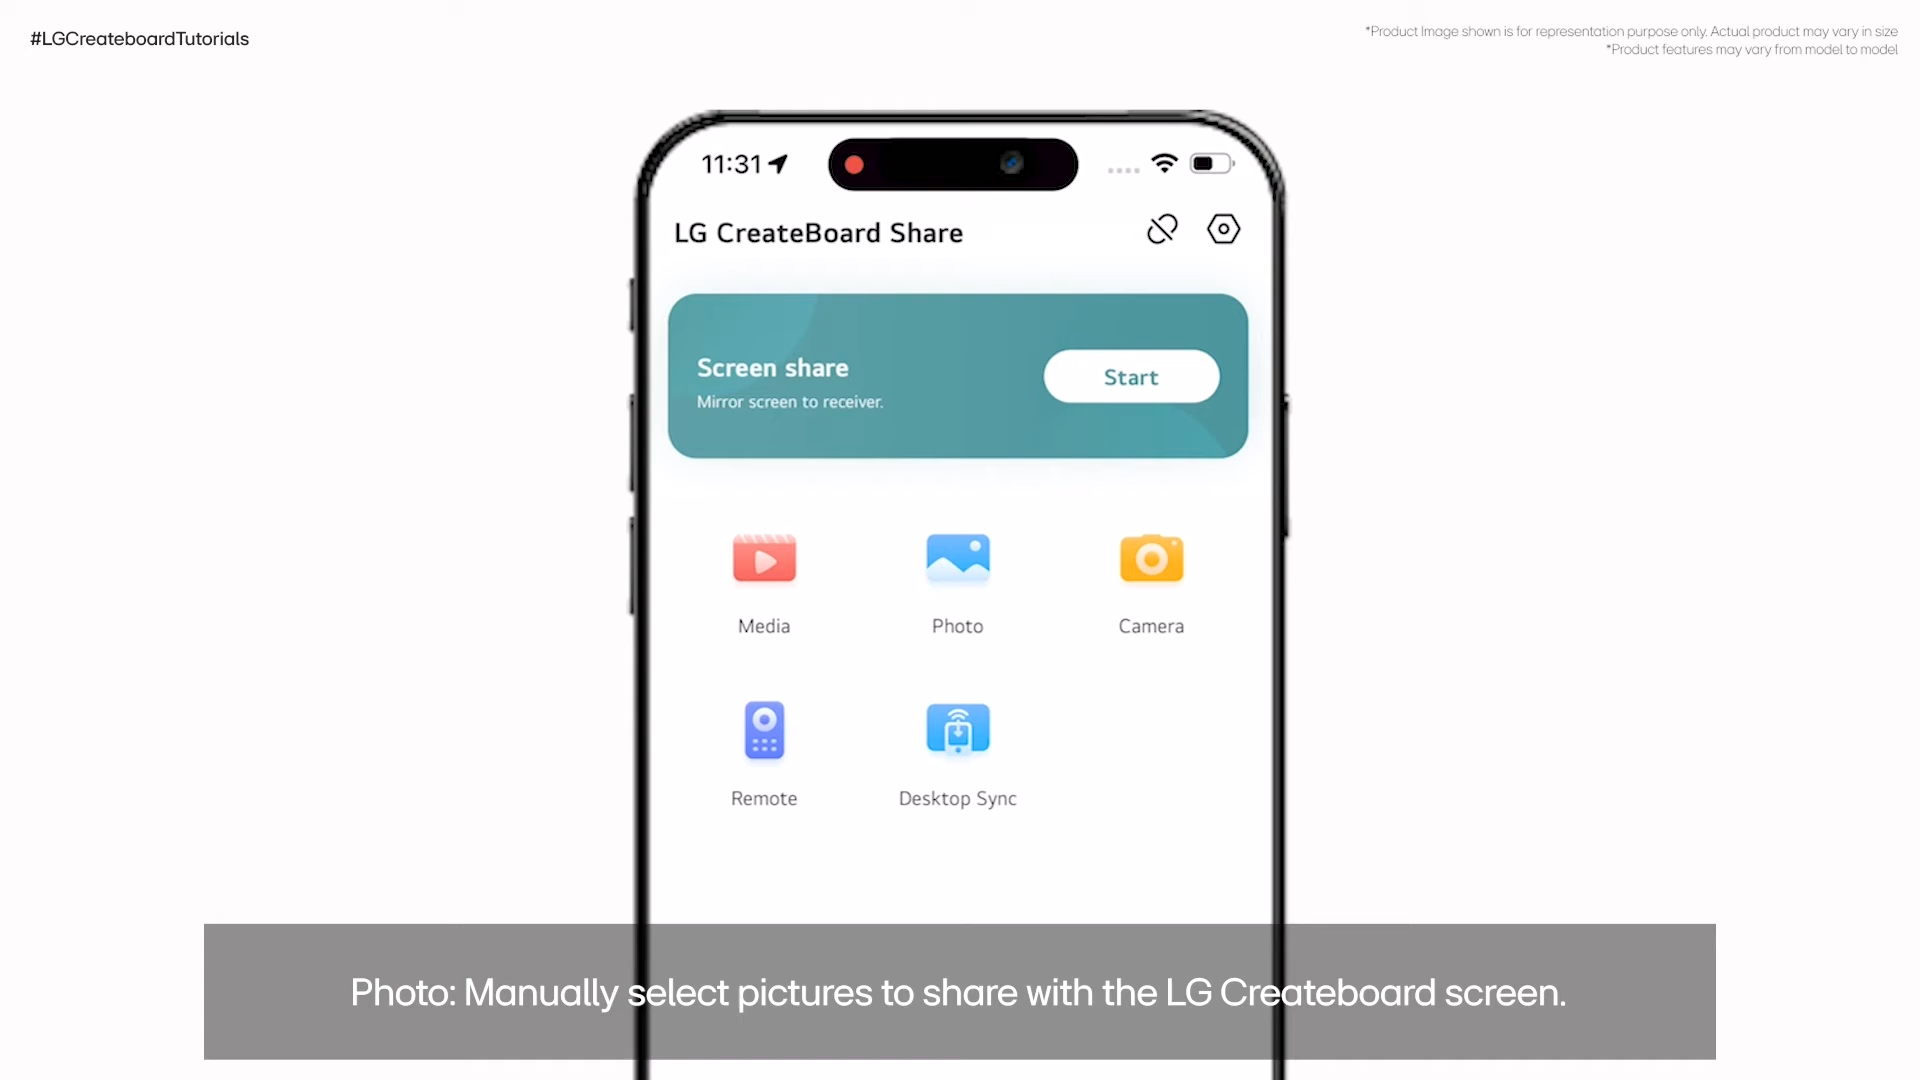 #LGCreateboardTutorials
*Product Image shown is for representation purpose only. Actual product may vary in size
*Product features may vary from model to model
11:31
LG CreateBoard Share
Screen share
Mirror screen to receiver.
Start
Media
Photo
Camera
Remote
Desktop Sync
Photo: Manually select pictures to share with the LG Createboard screen.